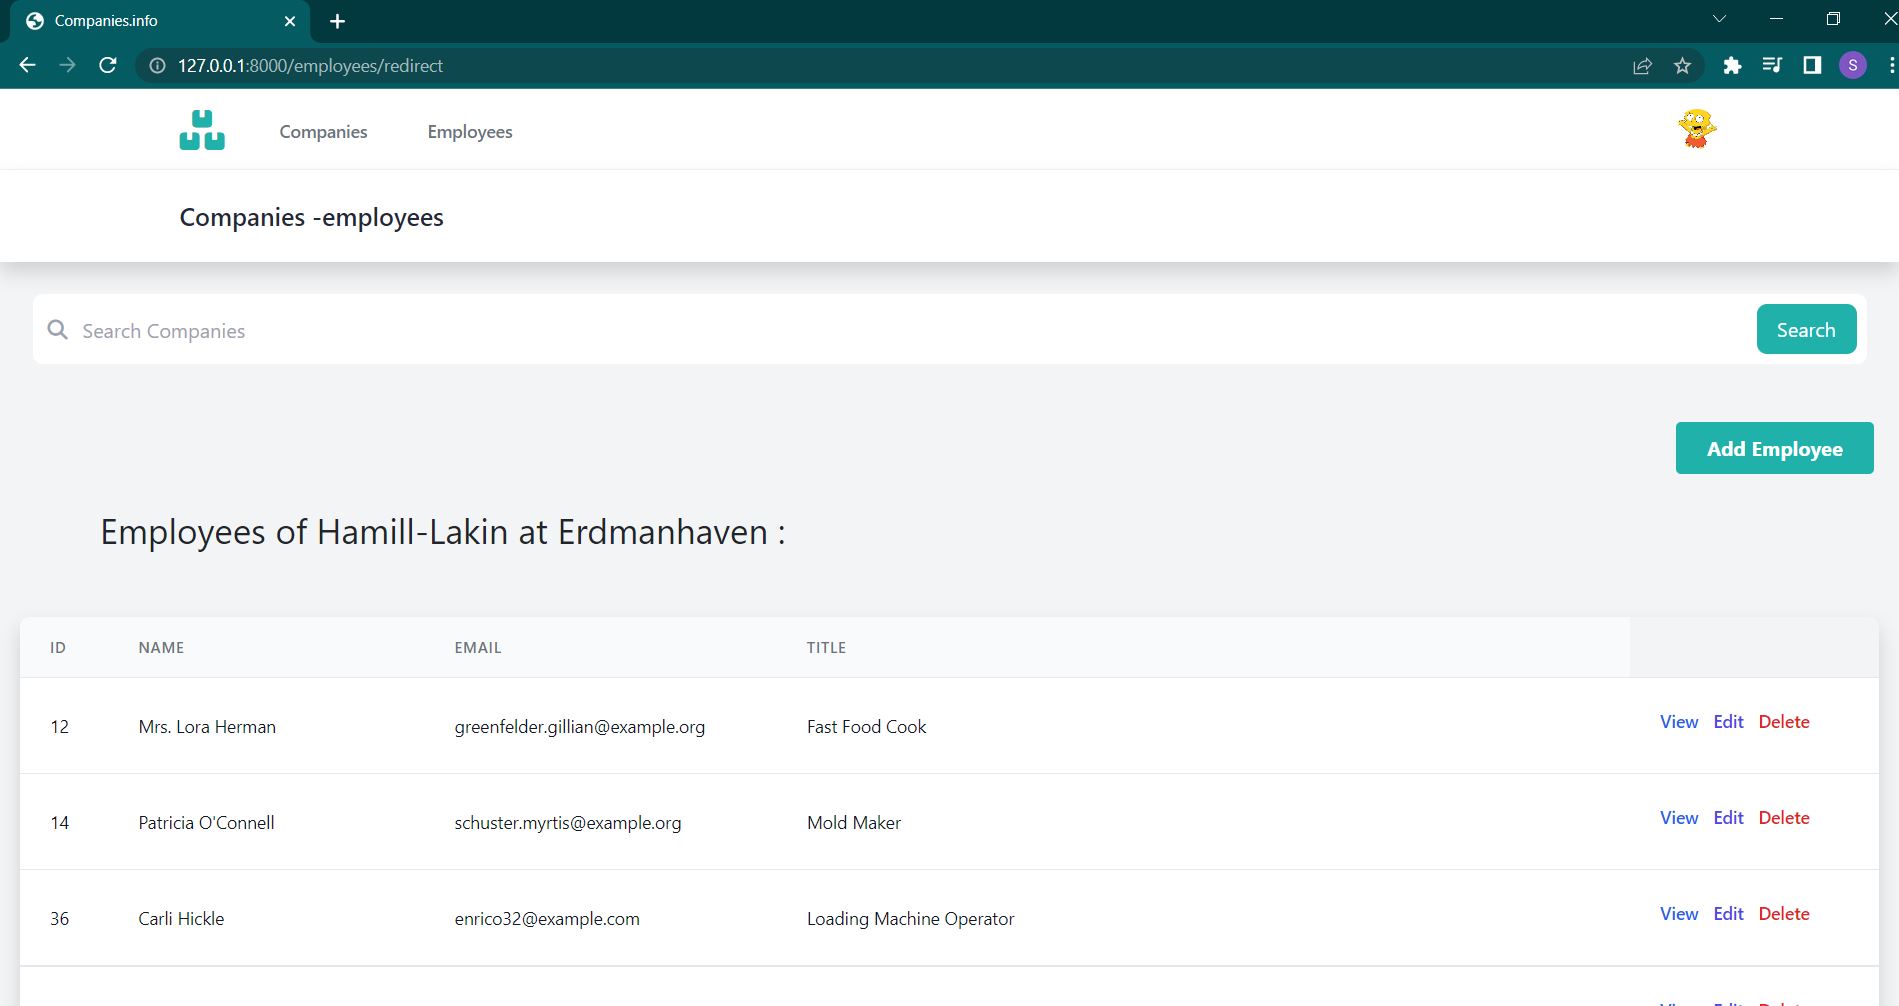 Companies.info
127.0.0.1:8000/employees/redirect
S
Companies Employees
Companies -employees
Search Companies Search
Add Employee
Employees of Hamill-Lakin at Erdmanhaven :
ID NAME EMAIL TITLE
12 Mrs. Lora Herman greenfelder.gillian@example.org Fast Food Cook View Edit Delete
14 Patricia O'Connell schuster.myrtis@example.org Mold Maker View Edit Delete
36 Carli Hickle enrico32@example.com Loading Machine Operator View Edit Delete